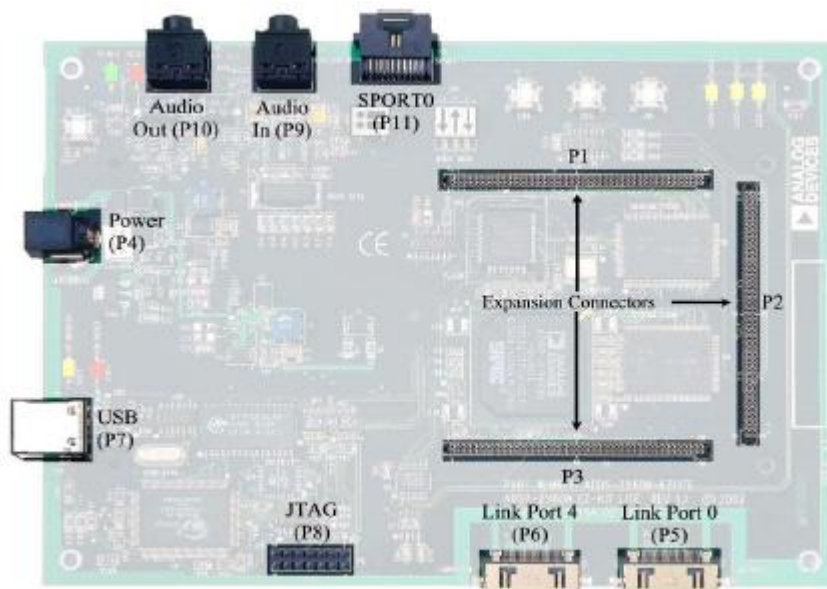 Audio
Out (P10)
Audio
In (P9)
SPORT0
(P11)
P1
ANALOG
DEVICES
Power
(P4)
CE
Expansion Connectors
P2
USB
(P7)
P3
JTAG
(P8)
Link Port 4
(P6)
Link Port 0
(P5)